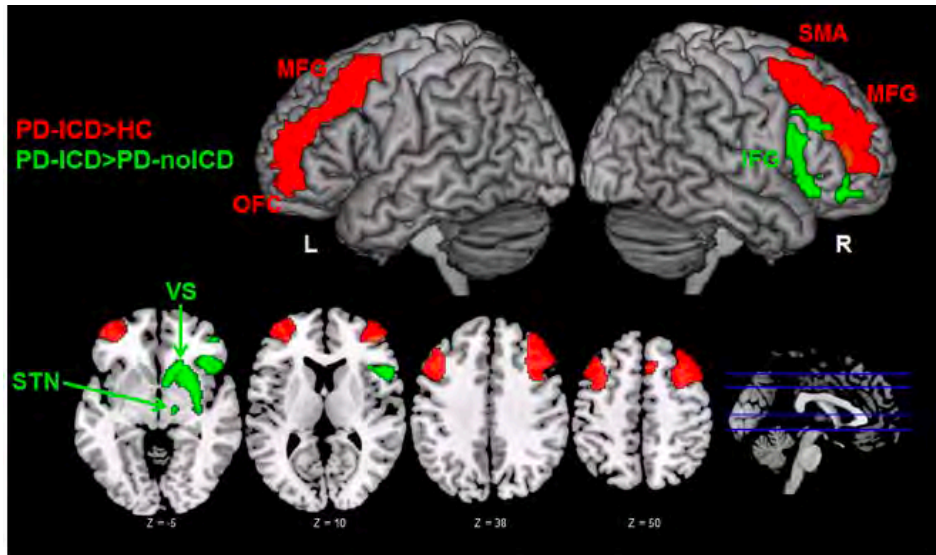 SMA
MFG
MFG
PD-ICD>HC
PD-ICD>PD-noICD
IFG
OFC
L
R
VS
STN
Z = -5
Z = 10
Z = 38
Z = 50